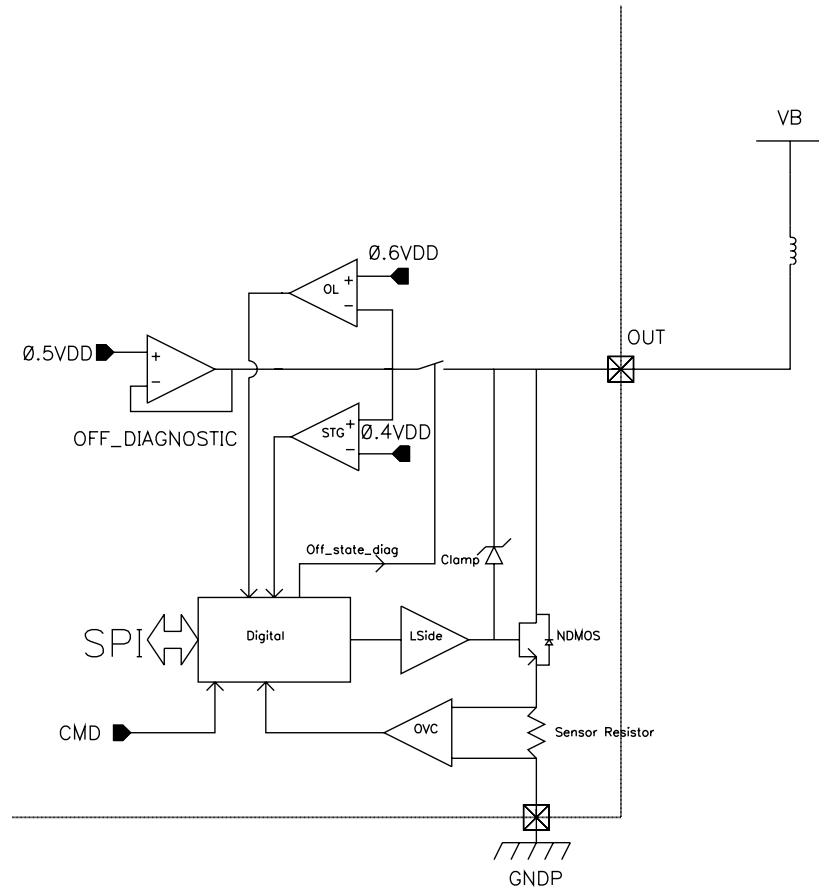 VB
Ø.6VDD
OL
+
−
OUT
Ø.5VDD
+
−
OFF_DIAGNOSTIC
STG
+
−
Ø.4VDD
Off_state_diag
Clamp
SPI
Digital
LSide
NDMOS
CMD
OVC
Sensor Resistor
GNDP